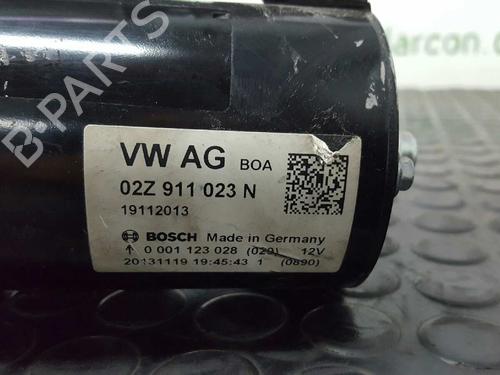 arcon.
B-PARTS
VW AG BOA
02Z 911 023 N
19112013
BOSCH Made in Germany
↑ 0 001 123 028 (029) 12V
20131119 19:45:43 1 (0890)